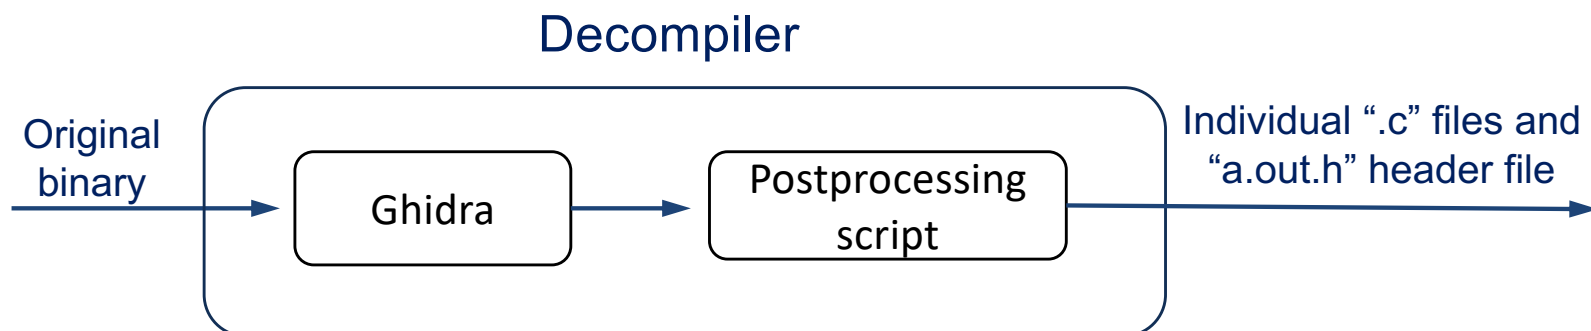 Decompiler
Original
binary
Ghidra
Postprocessing
script
Individual “.c” files and
“a.out.h” header file